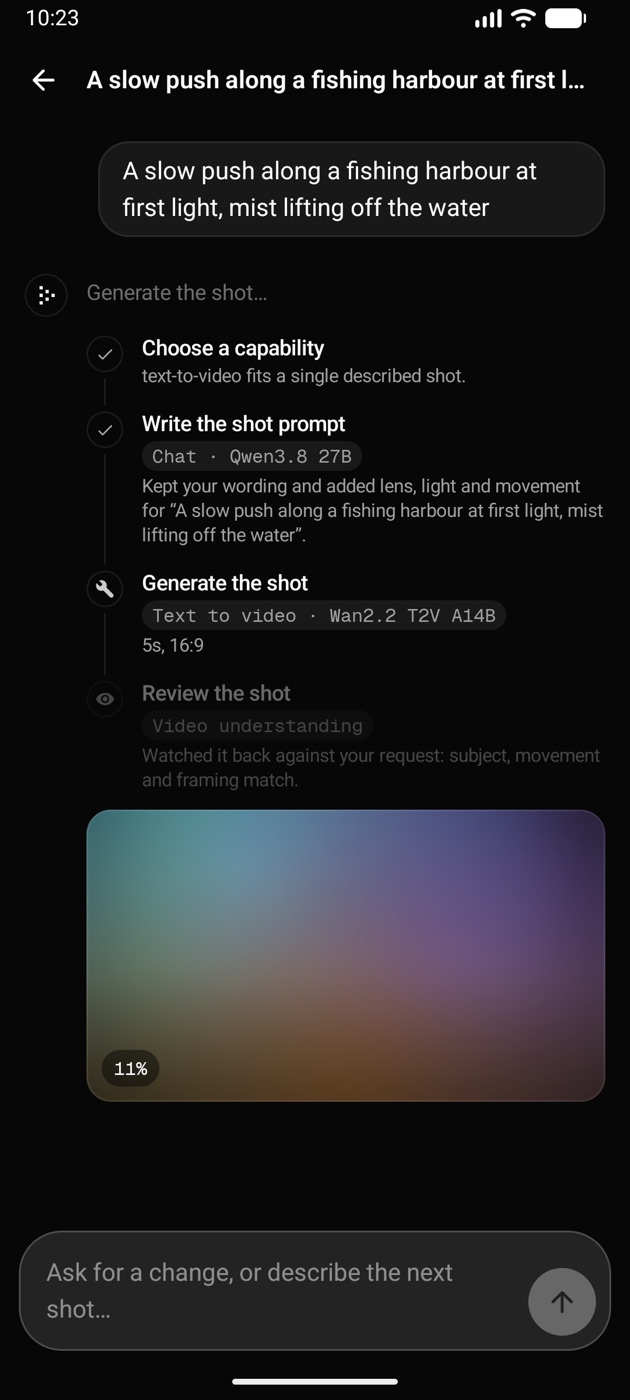 10:23
A slow push along a fishing harbour at first l…
A slow push along a fishing harbour at
first light, mist lifting off the water
Generate the shot…
Choose a capability
text-to-video fits a single described shot.
Write the shot prompt
Chat · Qwen3.8 27B
Kept your wording and added lens, light and movement
for “A slow push along a fishing harbour at first light, mist
lifting off the water”.
Generate the shot
Text to video · Wan2.2 T2V A14B
5s, 16:9
Review the shot
Video understanding
Watched it back against your request: subject, movement
and framing match.
11%
Ask for a change, or describe the next
shot…